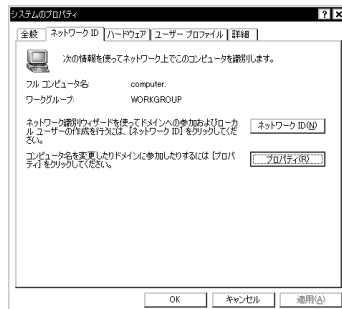 システムのプロパティ
全般 ネットワーク ID ハードウェア ユーザー プロファイル 詳細
次の情報を使ってネットワーク上でこのコンピュータを識別します。
フル コンピュータ名: computer.
ワークグループ: WORKGROUP
ネットワーク識別ウィザードを使ってドメインへの参加およびローカ
ル ユーザーの作成を行うには、[ネットワーク ID] をクリックしてくだ
さい。
ネットワーク ID(N)
コンピュータ名を変更したりドメインに参加したりするには [プロパ
ティ] をクリックしてください。
プロパティ(R)
OK キャンセル 適用(A)